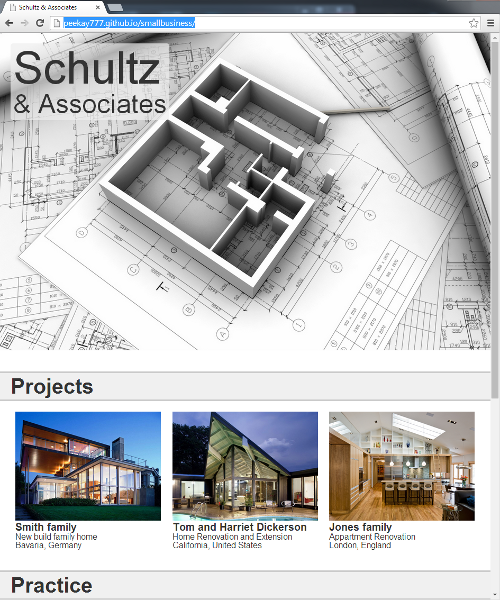 Schultz & Associates
peekay777.github.io/smallbusiness/
Schultz
& Associates
Projects
Smith family
New build family home
Bavaria, Germany
Tom and Harriet Dickerson
Home Renovation and Extension
California, United States
Jones family
Appartment Renovation
London, England
Practice